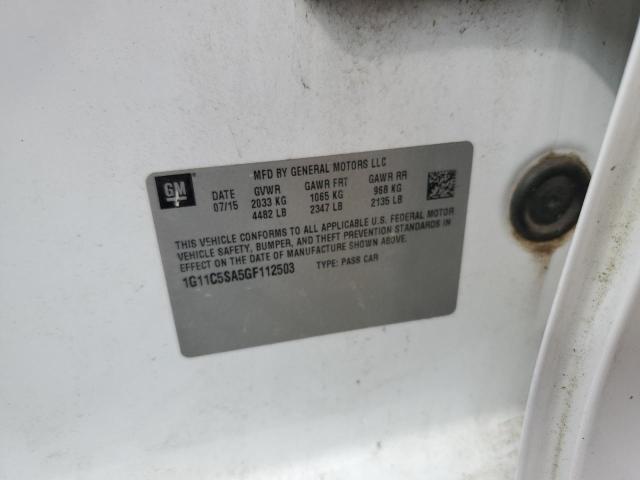 MFD BY GENERAL MOTORS LLC
GM
DATE GVWR GAWR FRT GAWR RR
07/15 2033 KG 1065 KG 968 KG
4482 LB 2347 LB 2135 LB
THIS VEHICLE CONFORMS TO ALL APPLICABLE U.S. FEDERAL MOTOR
VEHICLE SAFETY, BUMPER, AND THEFT PREVENTION STANDARDS IN
EFFECT ON THE DATE OF MANUFACTURE SHOWN ABOVE.
1G11C5SA5GF112503 TYPE: PASS CAR